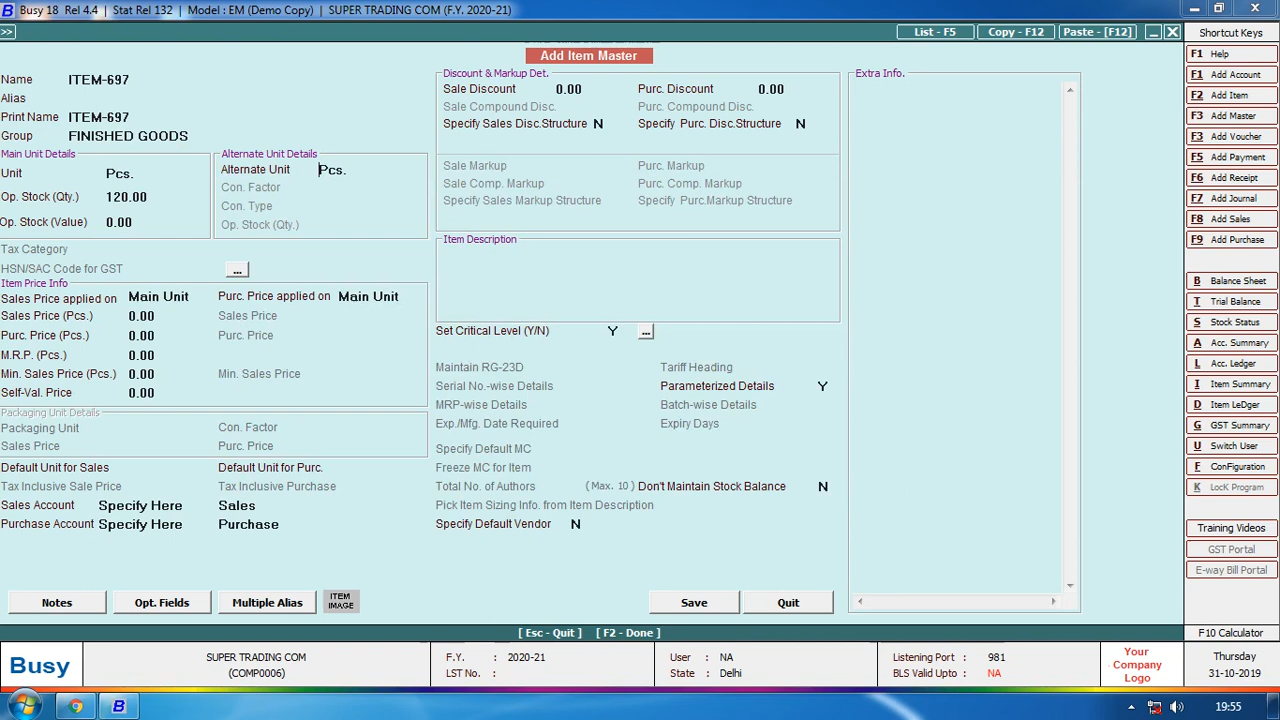 Busy 18 Rel 4.4 | Stat Rel 132 | Model : EM (Demo Copy) | SUPER TRADING COM (F.Y. 2020-21)
>> List - F5 Copy - F12 Paste - [F12]
Add Item Master
Name ITEM-697
Alias
Print Name ITEM-697
Group FINISHED GOODS
Main Unit Details
Unit Pcs.
Op. Stock (Qty.) 120.00
Op. Stock (Value) 0.00
Alternate Unit Details
Alternate Unit Pcs.
Con. Factor
Con. Type
Op. Stock (Qty.)
Tax Category
HSN/SAC Code for GST ...
Item Price Info
Sales Price applied on Main Unit Purc. Price applied on Main Unit
Sales Price (Pcs.) 0.00 Sales Price
Purc. Price (Pcs.) 0.00 Purc. Price
M.R.P. (Pcs.) 0.00
Min. Sales Price (Pcs.) 0.00 Min. Sales Price
Self-Val. Price 0.00
Packaging Unit Details
Packaging Unit Con. Factor
Sales Price Purc. Price
Default Unit for Sales Default Unit for Purc.
Tax Inclusive Sale Price Tax Inclusive Purchase
Sales Account Specify Here Sales
Purchase Account Specify Here Purchase
Notes Opt. Fields Multiple Alias ITEM IMAGE
Discount & Markup Det.
Sale Discount 0.00 Purc. Discount 0.00
Sale Compound Disc. Purc. Compound Disc.
Specify Sales Disc.Structure N Specify Purc. Disc.Structure N
Sale Markup Purc. Markup
Sale Comp. Markup Purc. Comp. Markup
Specify Sales Markup Structure Specify Purc.Markup Structure
Item Description
Set Critical Level (Y/N) Y ...
Maintain RG-23D Tariff Heading
Serial No.-wise Details Parameterized Details Y
MRP-wise Details Batch-wise Details
Exp./Mfg. Date Required Expiry Days
Specify Default MC
Freeze MC for Item
Total No. of Authors (Max. 10) Don't Maintain Stock Balance N
Pick Item Sizing Info. from Item Description
Specify Default Vendor N
Save Quit
Extra Info.
Shortcut Keys
F1 Help
F1 Add Account
F2 Add Item
F3 Add Master
F3 Add Voucher
F5 Add Payment
F6 Add Receipt
F7 Add Journal
F8 Add Sales
F9 Add Purchase
B Balance Sheet
T Trial Balance
S Stock Status
A Acc. Summary
L Acc. Ledger
I Item Summary
D Item LeDger
G GST Summary
U Switch User
F ConFiguration
K LocK Program
Training Videos
GST Portal
E-way Bill Portal
[ Esc - Quit ] [ F2 - Done ]
F10 Calculator
Busy
SUPER TRADING COM
(COMP0006)
F.Y. : 2020-21
LST No. :
User : NA
State : Delhi
Listening Port : 981
BLS Valid Upto : NA
Your
Company
Logo
Thursday
31-10-2019
B
19:55